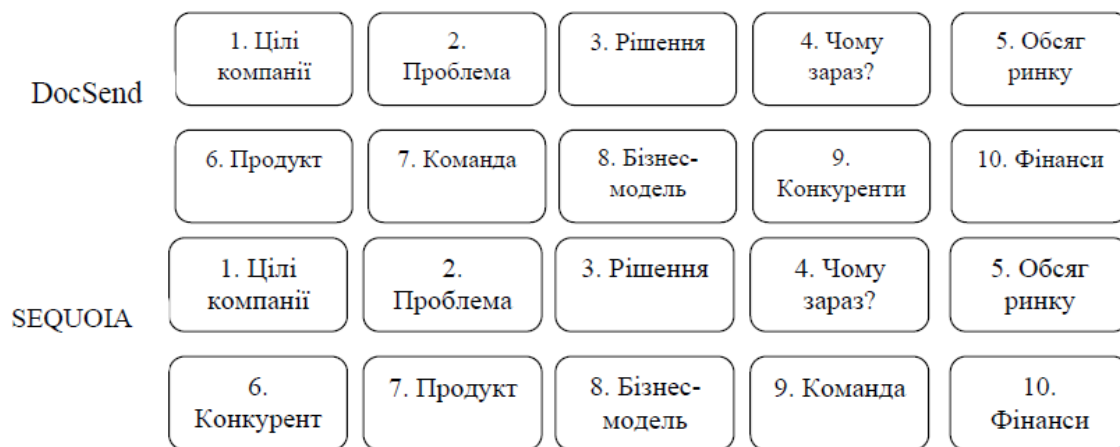 DocSend
1. Цілі
компанії
2.
Проблема
3. Рішення
4. Чому
зараз?
5. Обсяг
ринку
6. Продукт
7. Команда
8. Бізнес-
модель
9.
Конкуренти
10. Фінанси
SEQUOIA
1. Цілі
компанії
2.
Проблема
3. Рішення
4. Чому
зараз?
5. Обсяг
ринку
6.
Конкурент
7. Продукт
8. Бізнес-
модель
9. Команда
10.
Фінанси